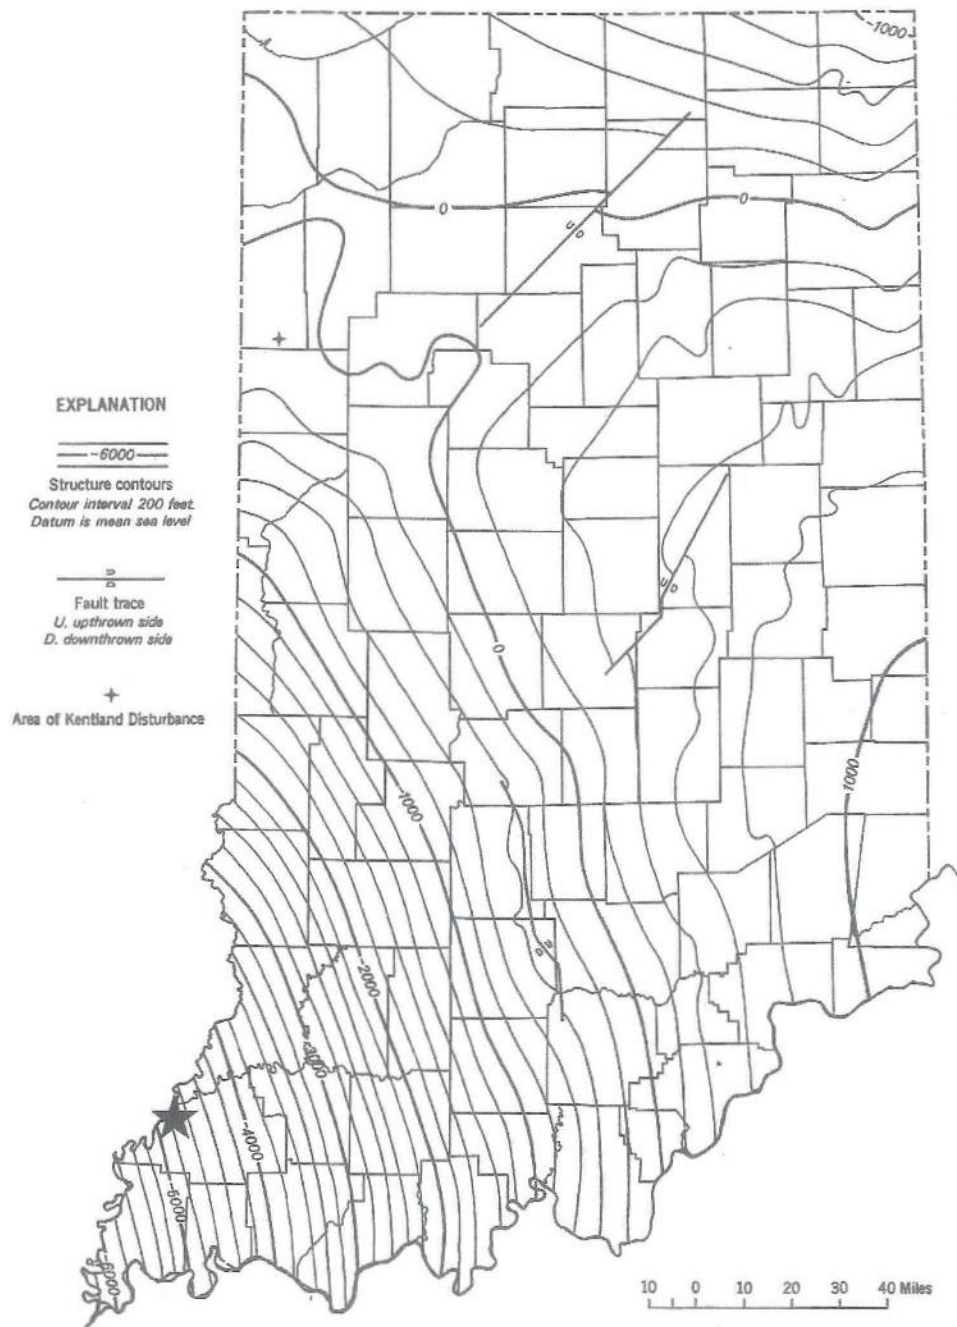 -1000
0
0
U D
EXPLANATION
-6000
Structure contours
Contour interval 200 feet.
Datum is mean sea level
U
D
Fault trace
U. upthrown side
D. downthrown side
U D
0
Area of Kentland Disturbance
-1000
1000
D U
-2000
-3000
-4000
-5000
-6000
10 0 10 20 30 40 Miles